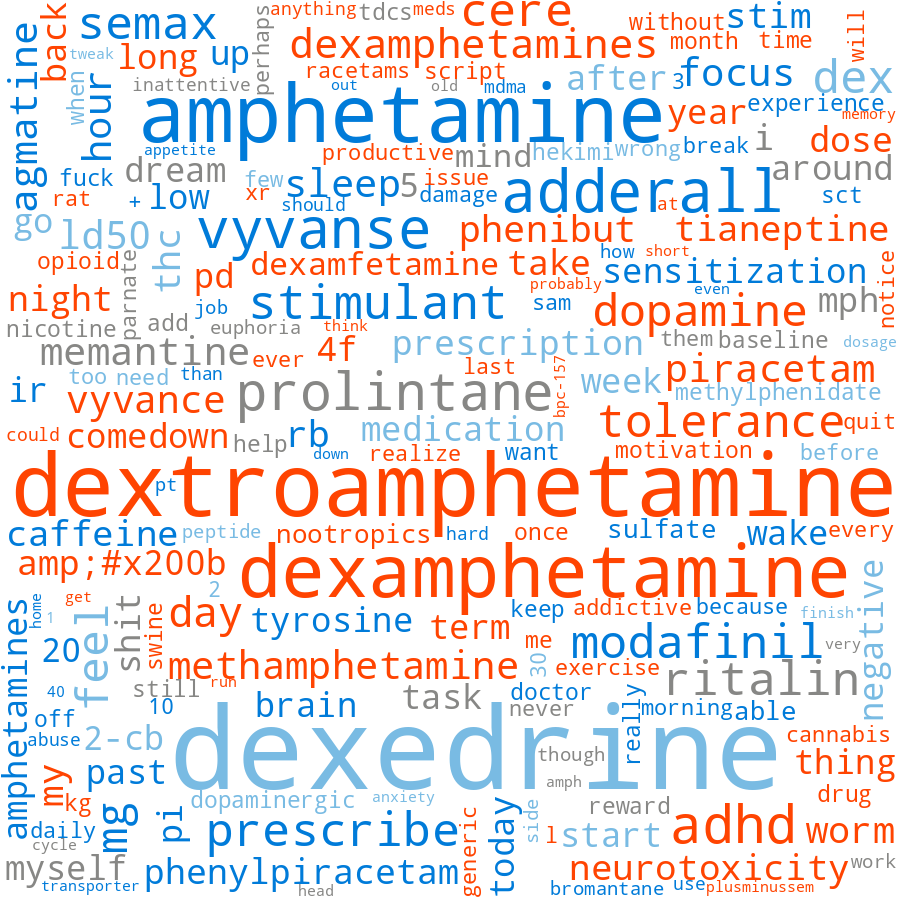 semax
back
long
up
perhaps
anything
tdcs
meds
cere
without
stim
will
dexamphetamines
month
time
racetams
script
tweak
inattentive
when
agmatine
hour
out
old
mdma
after
3
focus
dex
experience
year
memory
amphetamine
appetite
productive
mind
hekimi
wrong
break
i
dose
fuck
dream
few
sleep
5
issue
around
rat
+
low
xr
should
damage
adderall
at
sct
go
ld50
thc
vyvanse
phenibut
tianeptine
opioid
parnate
pd
dexamfetamine
take
how
short
sensitization
notice
night
job
stimulant
probably
sam
even
dopamine
mph
nicotine
add
euphoria
think
them
baseline
dosage
memantine
ever
4f
prescription
last
bpc-157
piracetam
ir
too
need
than
prolintane
week
methylphenidate
vyvance
tolerance
quit
could
comedown
help
rb
medication
down
realize
want
motivation
before
dextroamphetamine
pt
caffeine
peptide
nootropics
hard
once
sulfate
wake
every
amp;#x200b
dexamphetamine
negative
2
home
get
1
feel
shit
swine
day
tyrosine
keep
addictive
because
finish
amphetamines
20
term
me
modafinil
very
methamphetamine
30
exercise
ritalin
still
run
task
doctor
40
10
brain
never
really
morning
able
off
abuse
2-cb
dexedrine
though
cannabis
past
thing
my
kg
mg
amph
dopaminergic
anxiety
reward
drug
daily
pi
prescribe
generic
today
side
l
start
adhd
worm
cycle
myself
transporter
phenylpiracetam
head
neurotoxicity
work
bromantane
use
plusminussem